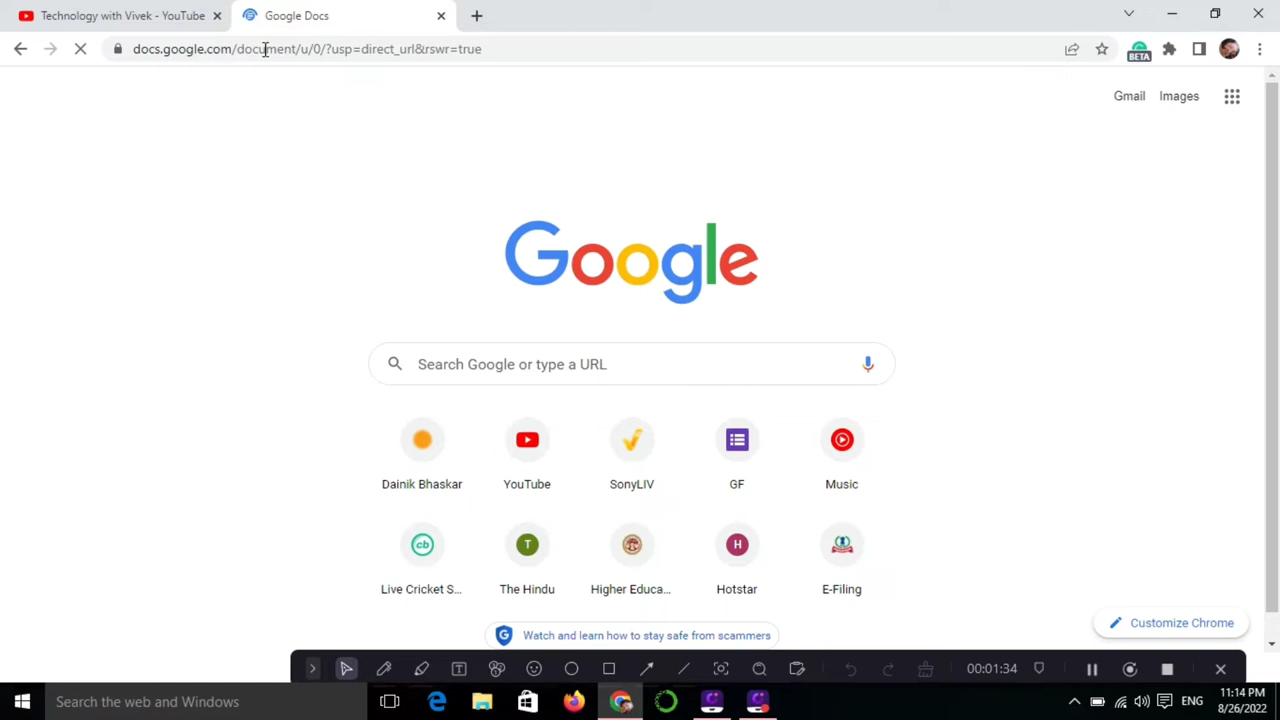 Technology with Vivek - YouTube
Google Docs
docs.google.com/document/u/0/?usp=direct_url&rswr=true
BETA
Gmail
Images
Google
Search Google or type a URL
Dainik Bhaskar
YouTube
SonyLIV
GF
Music
cb
T
H
Live Cricket S...
The Hindu
Higher Educa...
Hotstar
E-Filing
Customize Chrome
G
Watch and learn how to stay safe from scammers
T
00:01:34
Search the web and Windows
ENG
11:14 PM
8/26/2022